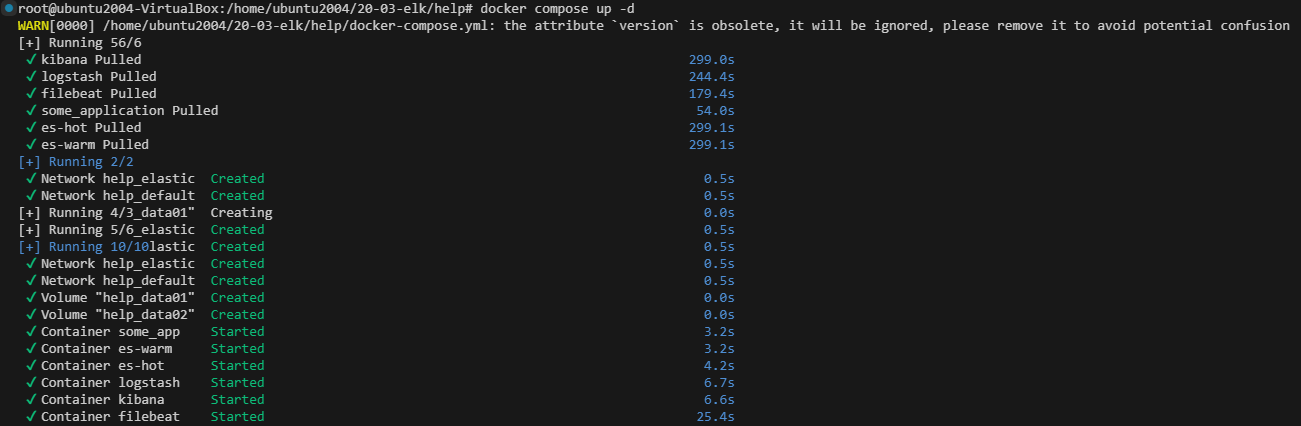 root@ubuntu2004-VirtualBox:/home/ubuntu2004/20-03-elk/help# docker compose up -d
WARN[0000] /home/ubuntu2004/20-03-elk/help/docker-compose.yml: the attribute `version` is obsolete, it will be ignored, please remove it to avoid potential confusion
[+] Running 56/6
✔ kibana Pulled 299.0s
✔ logstash Pulled 244.4s
✔ filebeat Pulled 179.4s
✔ some_application Pulled 54.0s
✔ es-hot Pulled 299.1s
✔ es-warm Pulled 299.1s
[+] Running 2/2
✔ Network help_elastic Created 0.5s
✔ Network help_default Created 0.5s
[+] Running 4/3_data01" Creating 0.0s
[+] Running 5/6_elastic Created 0.5s
[+] Running 10/10lastic Created 0.5s
✔ Network help_elastic Created 0.5s
✔ Network help_default Created 0.5s
✔ Volume "help_data01" Created 0.0s
✔ Volume "help_data02" Created 0.0s
✔ Container some_app Started 3.2s
✔ Container es-warm Started 3.2s
✔ Container es-hot Started 4.2s
✔ Container logstash Started 6.7s
✔ Container kibana Started 6.6s
✔ Container filebeat Started 25.4s